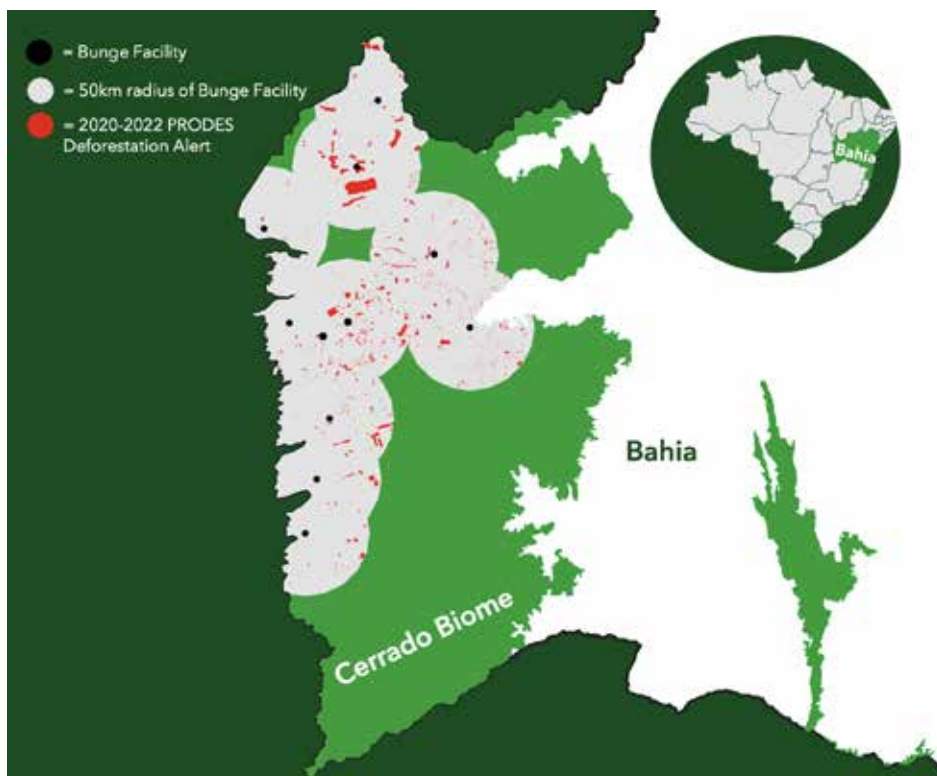 = Bunge Facility
= 50km radius of Bunge Facility
= 2020-2022 PRODES
Deforestation Alert
Bahia
Bahia
Cerrado Biome